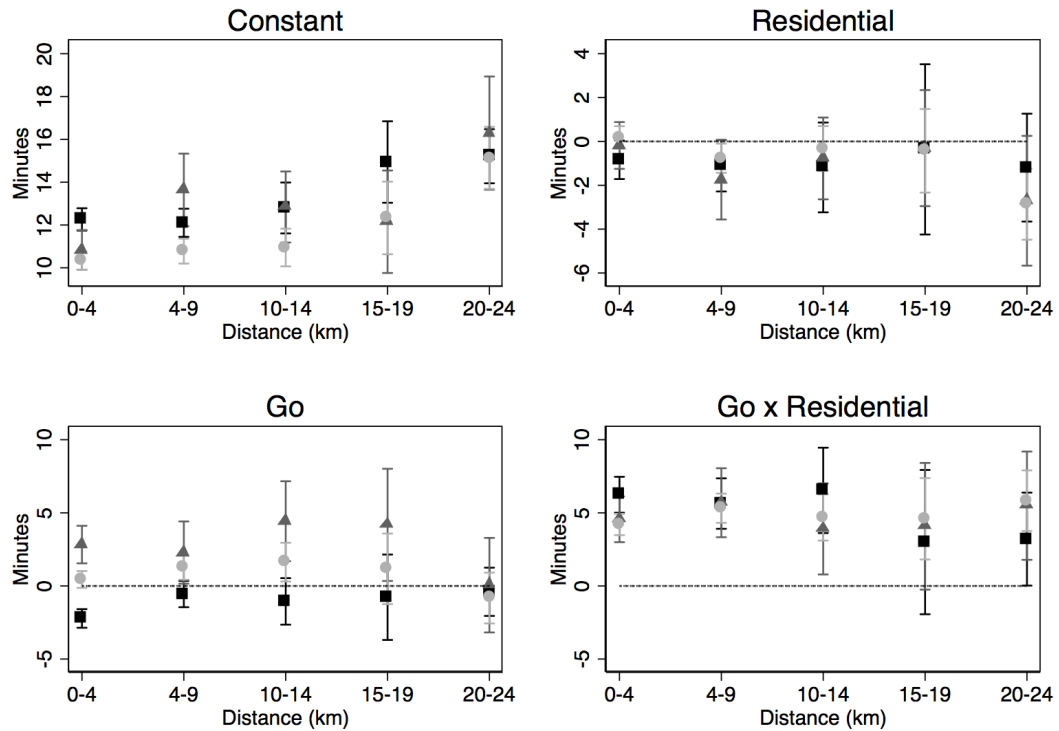 Constant
Minutes
20
18
16
14
12
10
0-4 4-9 10-14 15-19 20-24
Distance (km)
Residential
Minutes
4
2
0
-2
-4
-6
0-4 4-9 10-14 15-19 20-24
Distance (km)
Go
Minutes
10
5
0
-5
0-4 4-9 10-14 15-19 20-24
Distance (km)
Go x Residential
Minutes
10
5
0
-5
0-4 4-9 10-14 15-19 20-24
Distance (km)